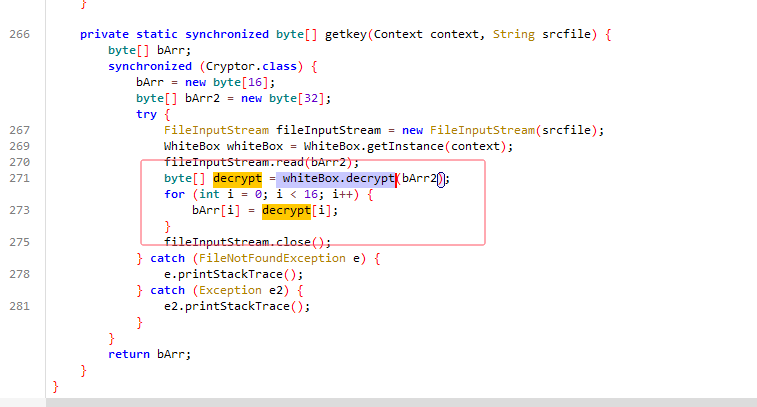 }
266 private static synchronized byte[] getkey(Context context, String srcfile) {
byte[] bArr;
synchronized (Cryptor.class) {
bArr = new byte[16];
byte[] bArr2 = new byte[32];
try {
267 FileInputStream fileInputStream = new FileInputStream(srcfile);
269 WhiteBox whiteBox = WhiteBox.getInstance(context);
270 fileInputStream.read(bArr2);
271 byte[] decrypt = whiteBox.decrypt(bArr2);
for (int i = 0; i < 16; i++) {
273 bArr[i] = decrypt[i];
}
275 fileInputStream.close();
} catch (FileNotFoundException e) {
278 e.printStackTrace();
} catch (Exception e2) {
281 e2.printStackTrace();
}
}
return bArr;
}
}